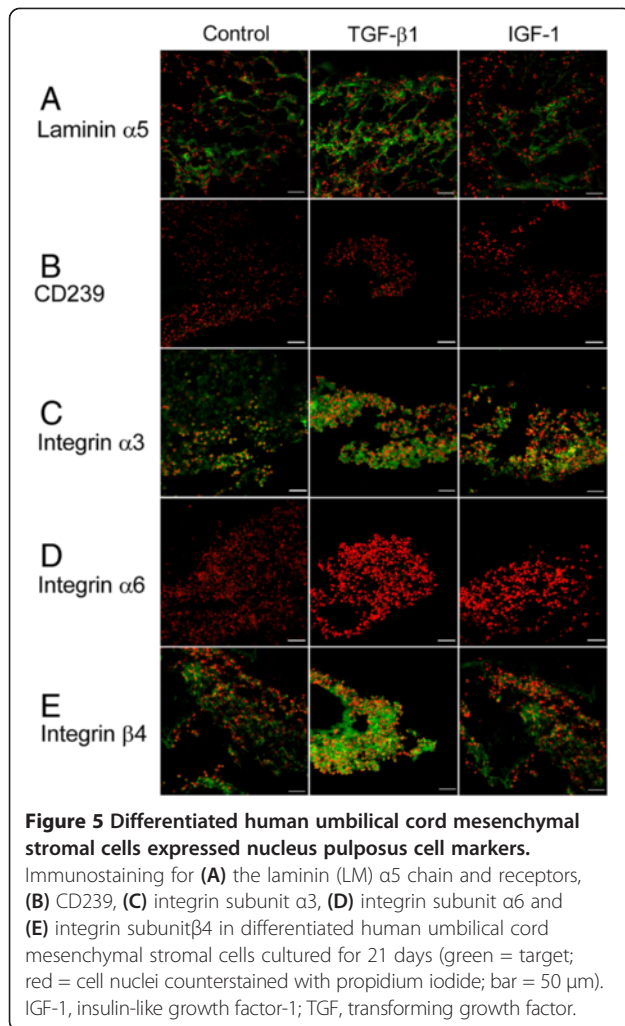 Control TGF-β1 IGF-1
A
Laminin α5
B
CD239
C
Integrin α3
D
Integrin α6
E
Integrin β4
Figure 5 Differentiated human umbilical cord mesenchymal
stromal cells expressed nucleus pulposus cell markers.
Immunostaining for (A) the laminin (LM) α5 chain and receptors,
(B) CD239, (C) integrin subunit α3, (D) integrin subunit α6 and
(E) integrin subunitβ4 in differentiated human umbilical cord
mesenchymal stromal cells cultured for 21 days (green = target;
red = cell nuclei counterstained with propidium iodide; bar = 50 μm).
IGF-1, insulin-like growth factor-1; TGF, transforming growth factor.